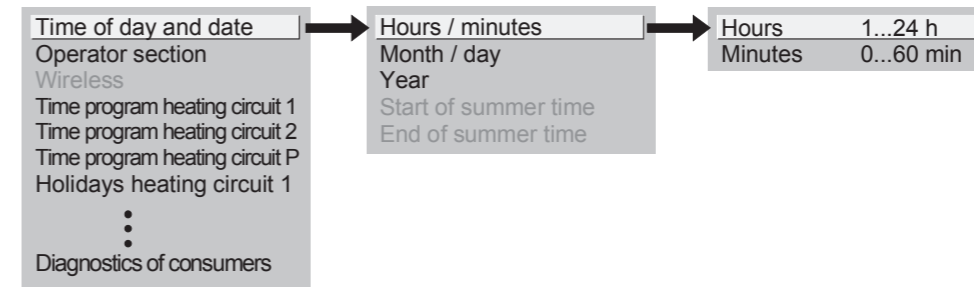 Time of day and date
Operator section
Wireless
Time program heating circuit 1
Time program heating circuit 2
Time program heating circuit P
Holidays heating circuit 1
Diagnostics of consumers
Hours / minutes
Month / day
Year
Start of summer time
End of summer time
Hours 1...24 h
Minutes 0...60 min